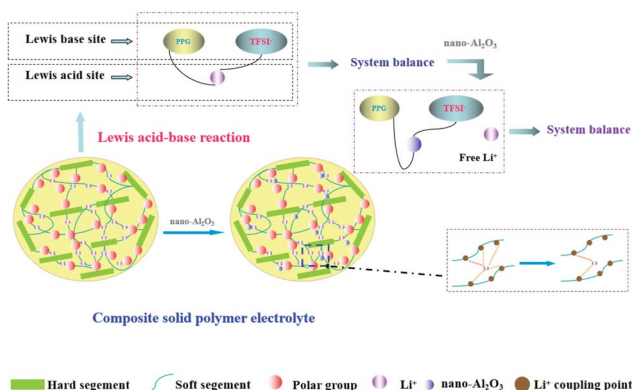 Lewis base site
PPG
TFSI-
Lewis acid site
System balance
nano-Al₂O₃
PPG
TFSI-
Free Li⁺
System balance
Lewis acid-base reaction
nano-Al₂O₃
Composite solid polymer electrolyte
Hard segement
Soft segement
Polar group
Li⁺
nano-Al₂O₃
Li⁺ coupling point